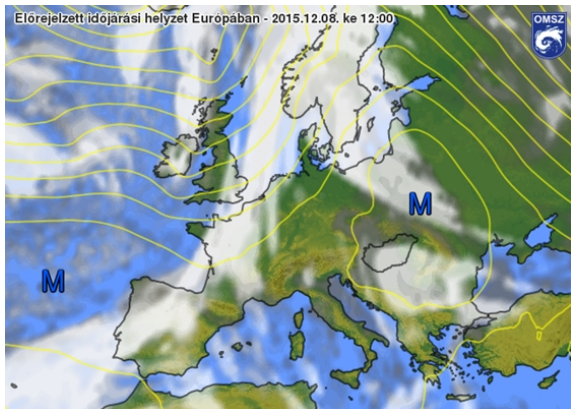 Előrejelzett időjárási helyzet Európában - 2015.12.08. ke 12:00
OMSZ
M
M